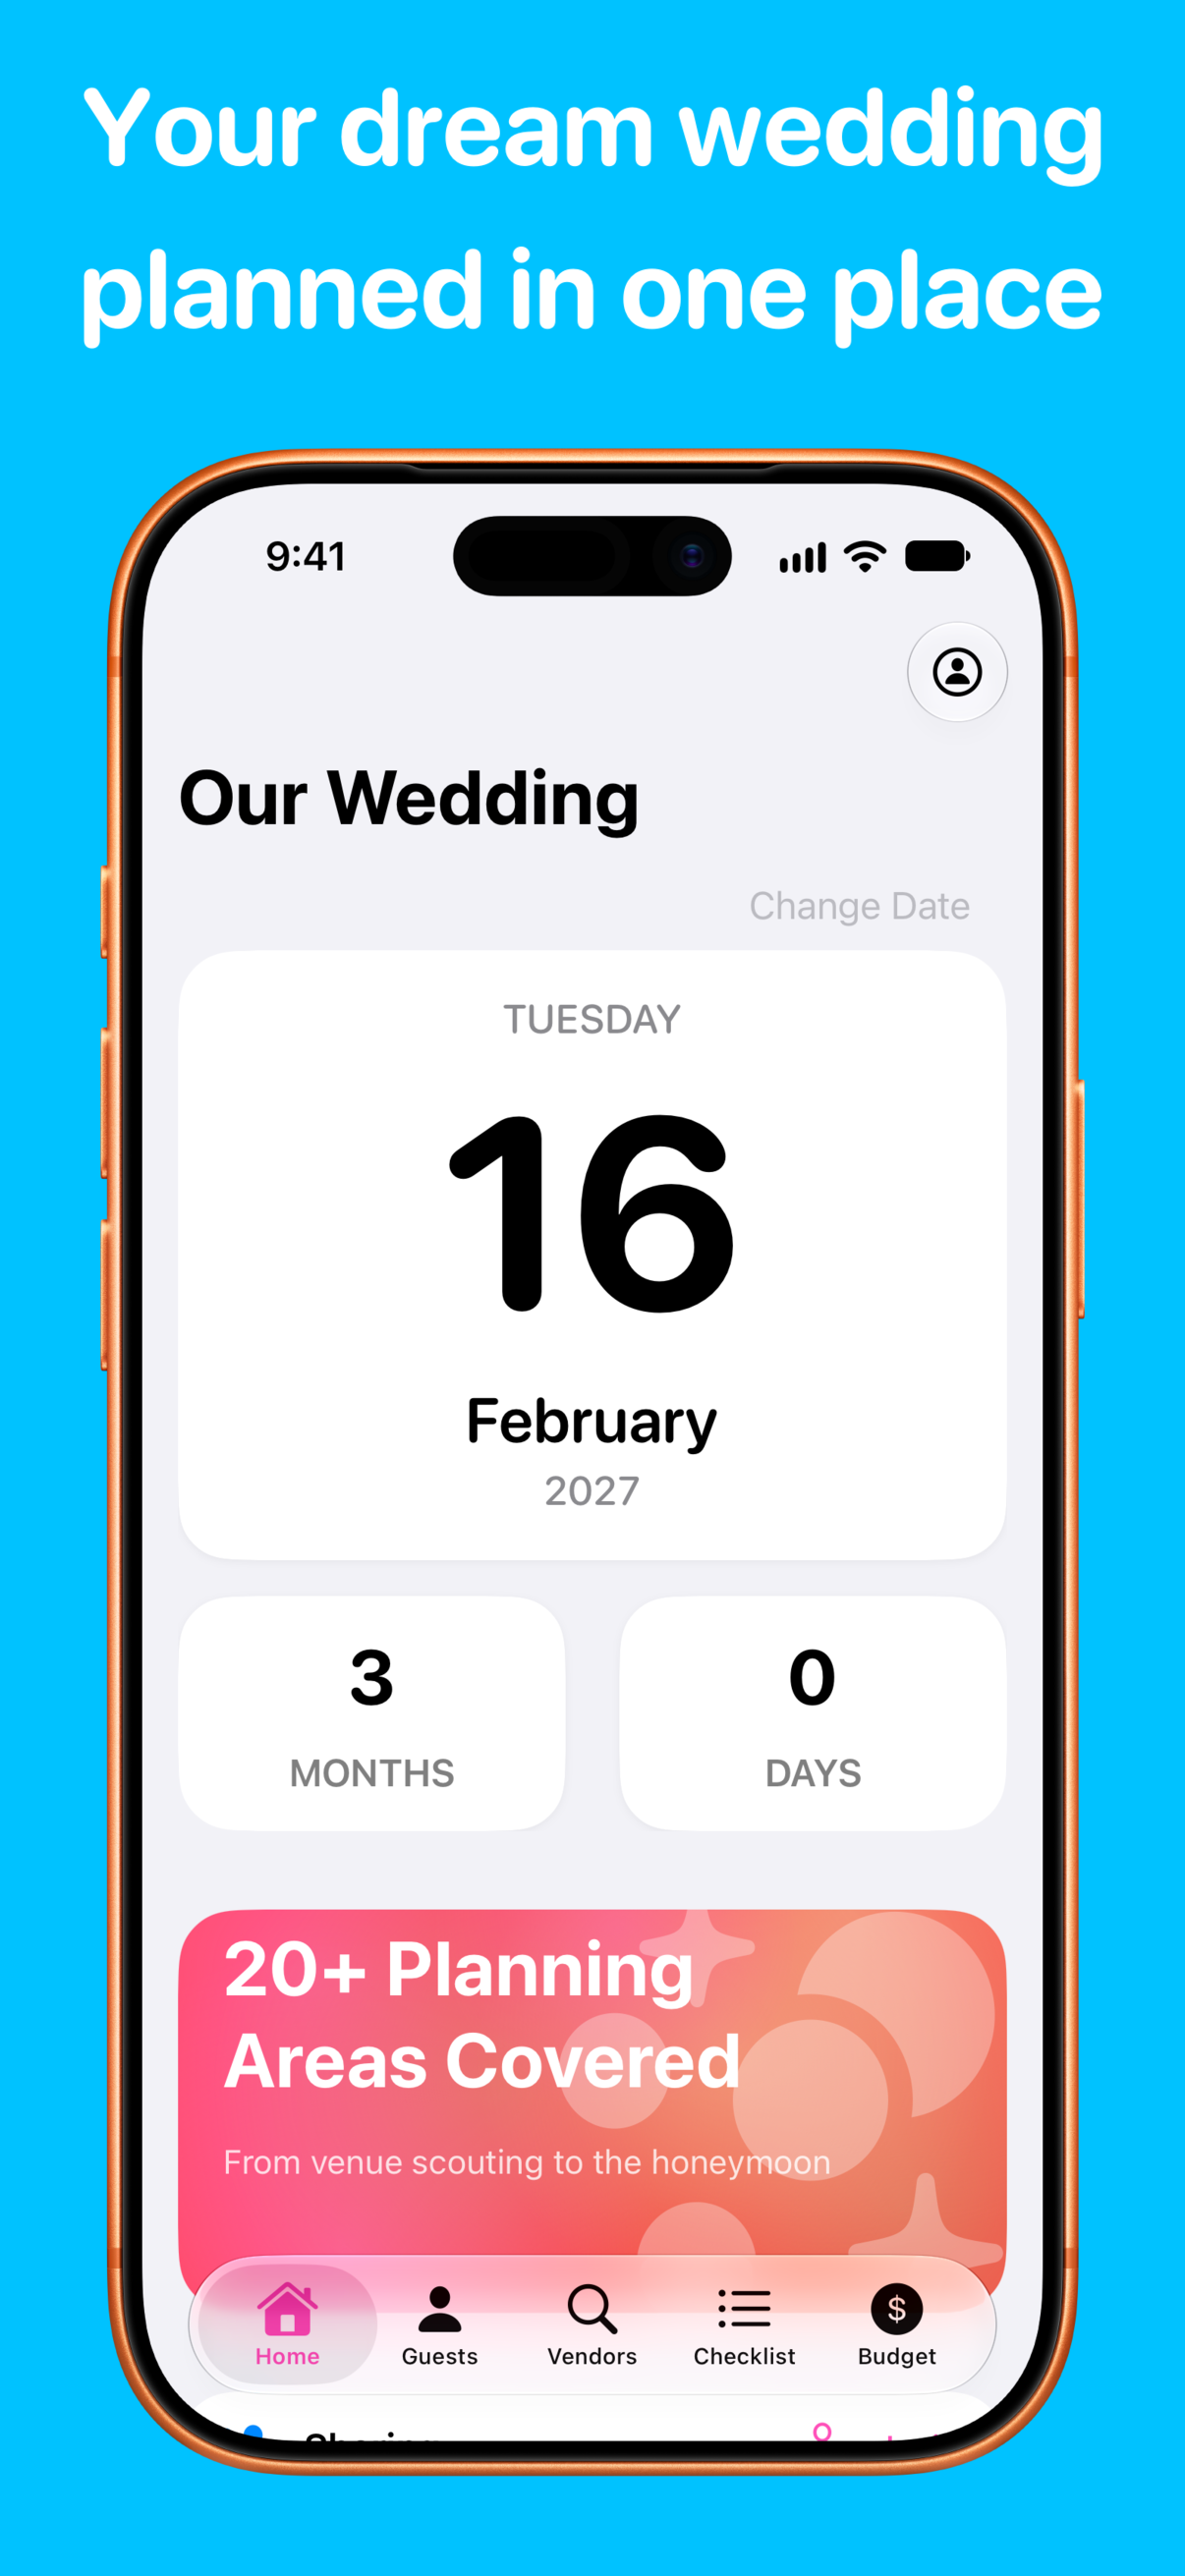 Your dream wedding
planned in one place
9:41
Our Wedding
Change Date
TUESDAY
16
February
2027
3
MONTHS
0
DAYS
20+ Planning
Areas Covered
From venue scouting to the honeymoon
$
Home
Guests
Vendors
Checklist
Budget